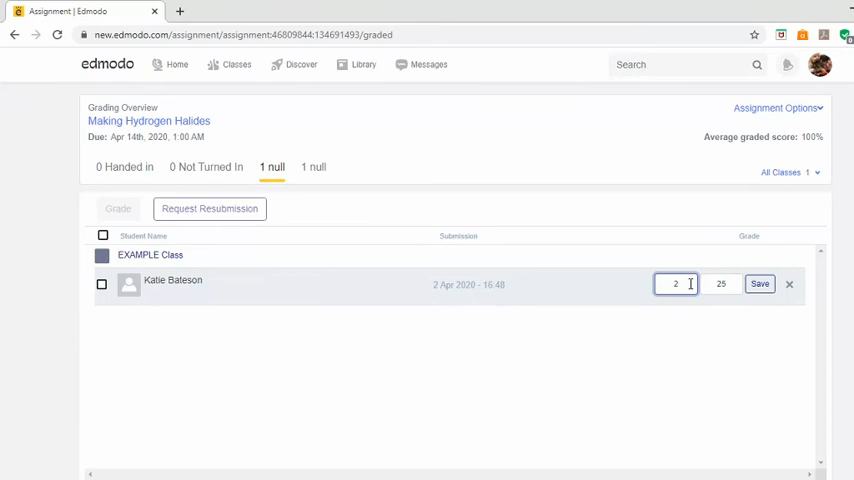 Assignment | Edmodo
new.edmodo.com/assignment/assignment:46809844:134691493/graded
edmodo Home Classes Discover Library Messages Search
Grading Overview
Assignment Options
Making Hydrogen Halides
Due: Apr 14th, 2020, 1:00 AM
Average graded score: 100%
0 Handed in 0 Not Turned In 1 null 1 null
All Classes 1
Grade Request Resubmission
Student Name Submission Grade
EXAMPLE Class
Katie Bateson 2 Apr 2020 - 16:48 2 25 Save